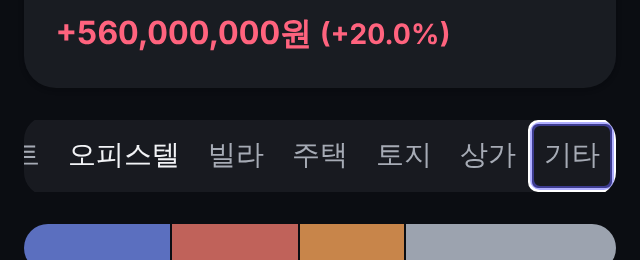 +560,000,000원 (+20.0%)
트 오피스텔 빌라 주택 토지 상가 기타